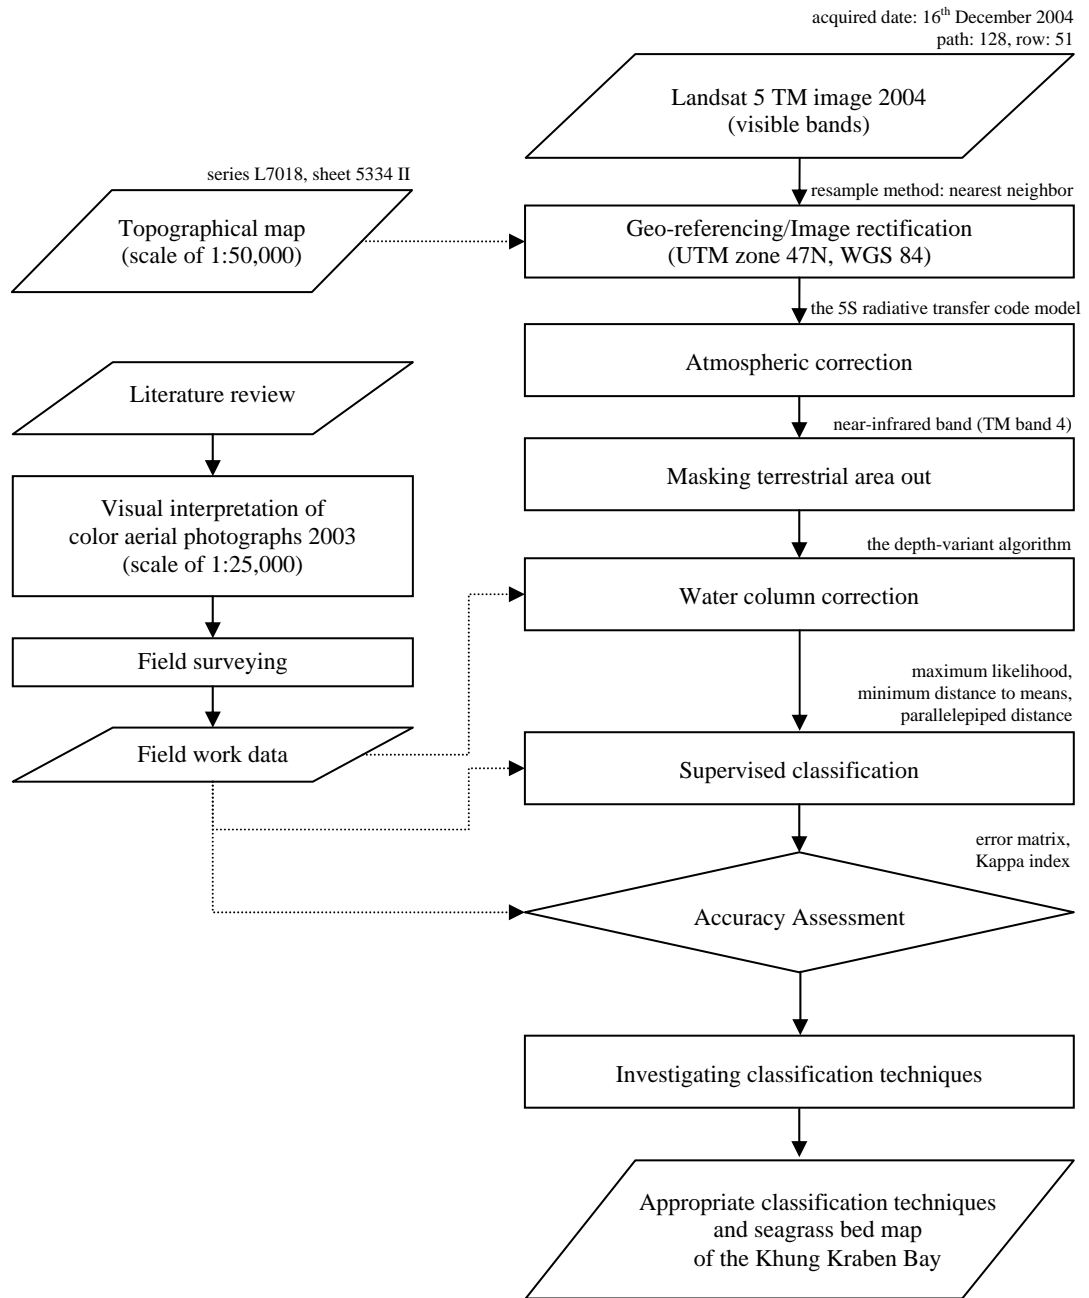 acquired date: 16th December 2004
path: 128, row: 51
Landsat 5 TM image 2004
(visible bands)
series L7018, sheet 5334 II
resample method: nearest neighbor
Topographical map
(scale of 1:50,000)
Geo-referencing/Image rectification
(UTM zone 47N, WGS 84)
the 5S radiative transfer code model
Atmospheric correction
Literature review
near-infrared band (TM band 4)
Masking terrestrial area out
Visual interpretation of
color aerial photographs 2003
(scale of 1:25,000)
the depth-variant algorithm
Water column correction
Field surveying
maximum likelihood,
minimum distance to means,
parallelepiped distance
Field work data
Supervised classification
error matrix,
Kappa index
Accuracy Assessment
Investigating classification techniques
Appropriate classification techniques
and seagrass bed map
of the Khung Kraben Bay